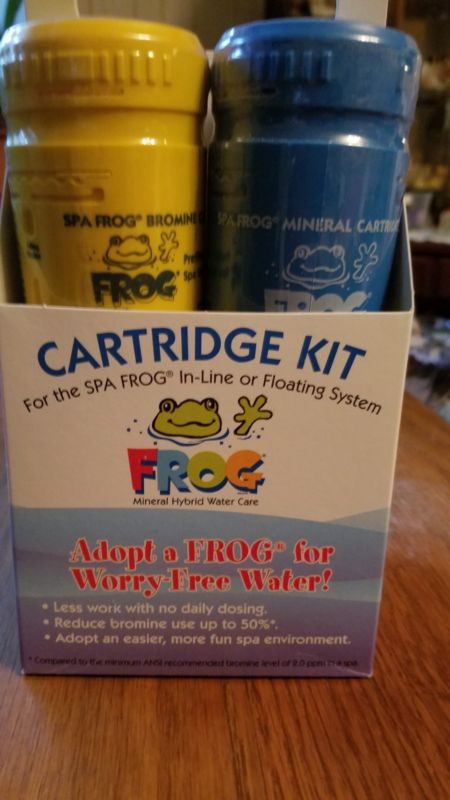 SPA FROG® BROMINE
FROG®
SPA FROG® MINERAL
FROG
CARTRIDGE KIT
For the SPA FROG® In-Line or Floating System
FROG
Mineral Hybrid Water Care
Adopt a FROG® for
Worry-Free Water!
• Less work with no daily dosing.
• Reduce bromine use up to 50%*.
• Adopt an easier, more fun spa environment.
* Compared to the minimum ANSI recommended bromine level of 2.0 ppm in a spa.